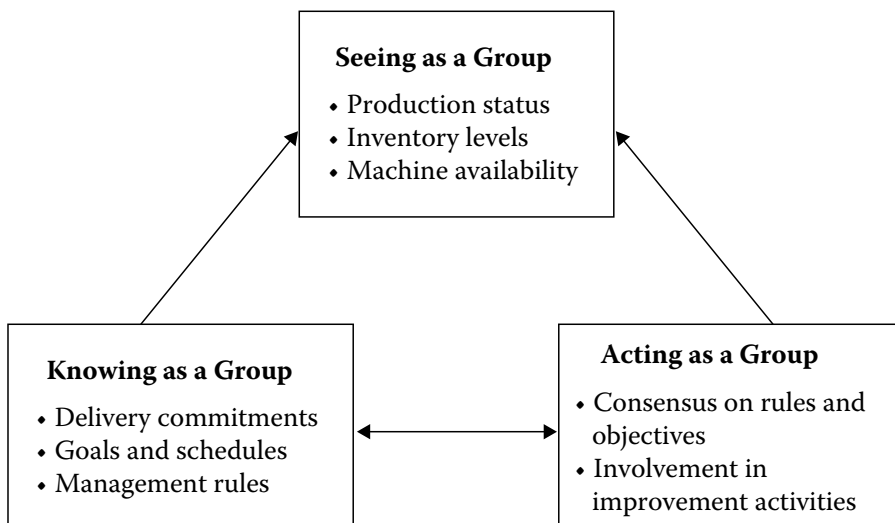 Seeing as a Group
• Production status
• Inventory levels
• Machine availability
Knowing as a Group
• Delivery commitments
• Goals and schedules
• Management rules
Acting as a Group
• Consensus on rules and
objectives
• Involvement in
improvement activities